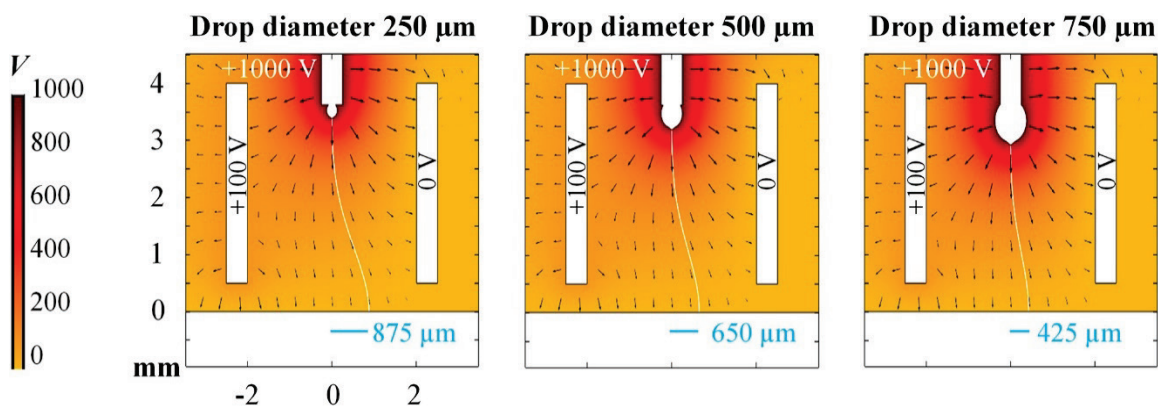 Drop diameter 250 µm
Drop diameter 500 µm
Drop diameter 750 µm
V
1000
800
600
400
200
0
4
3
2
1
0
mm
-2
0
2
+1000 V
+100 V
0 V
875 µm
+1000 V
+100 V
0 V
650 µm
+1000 V
+100 V
0 V
425 µm